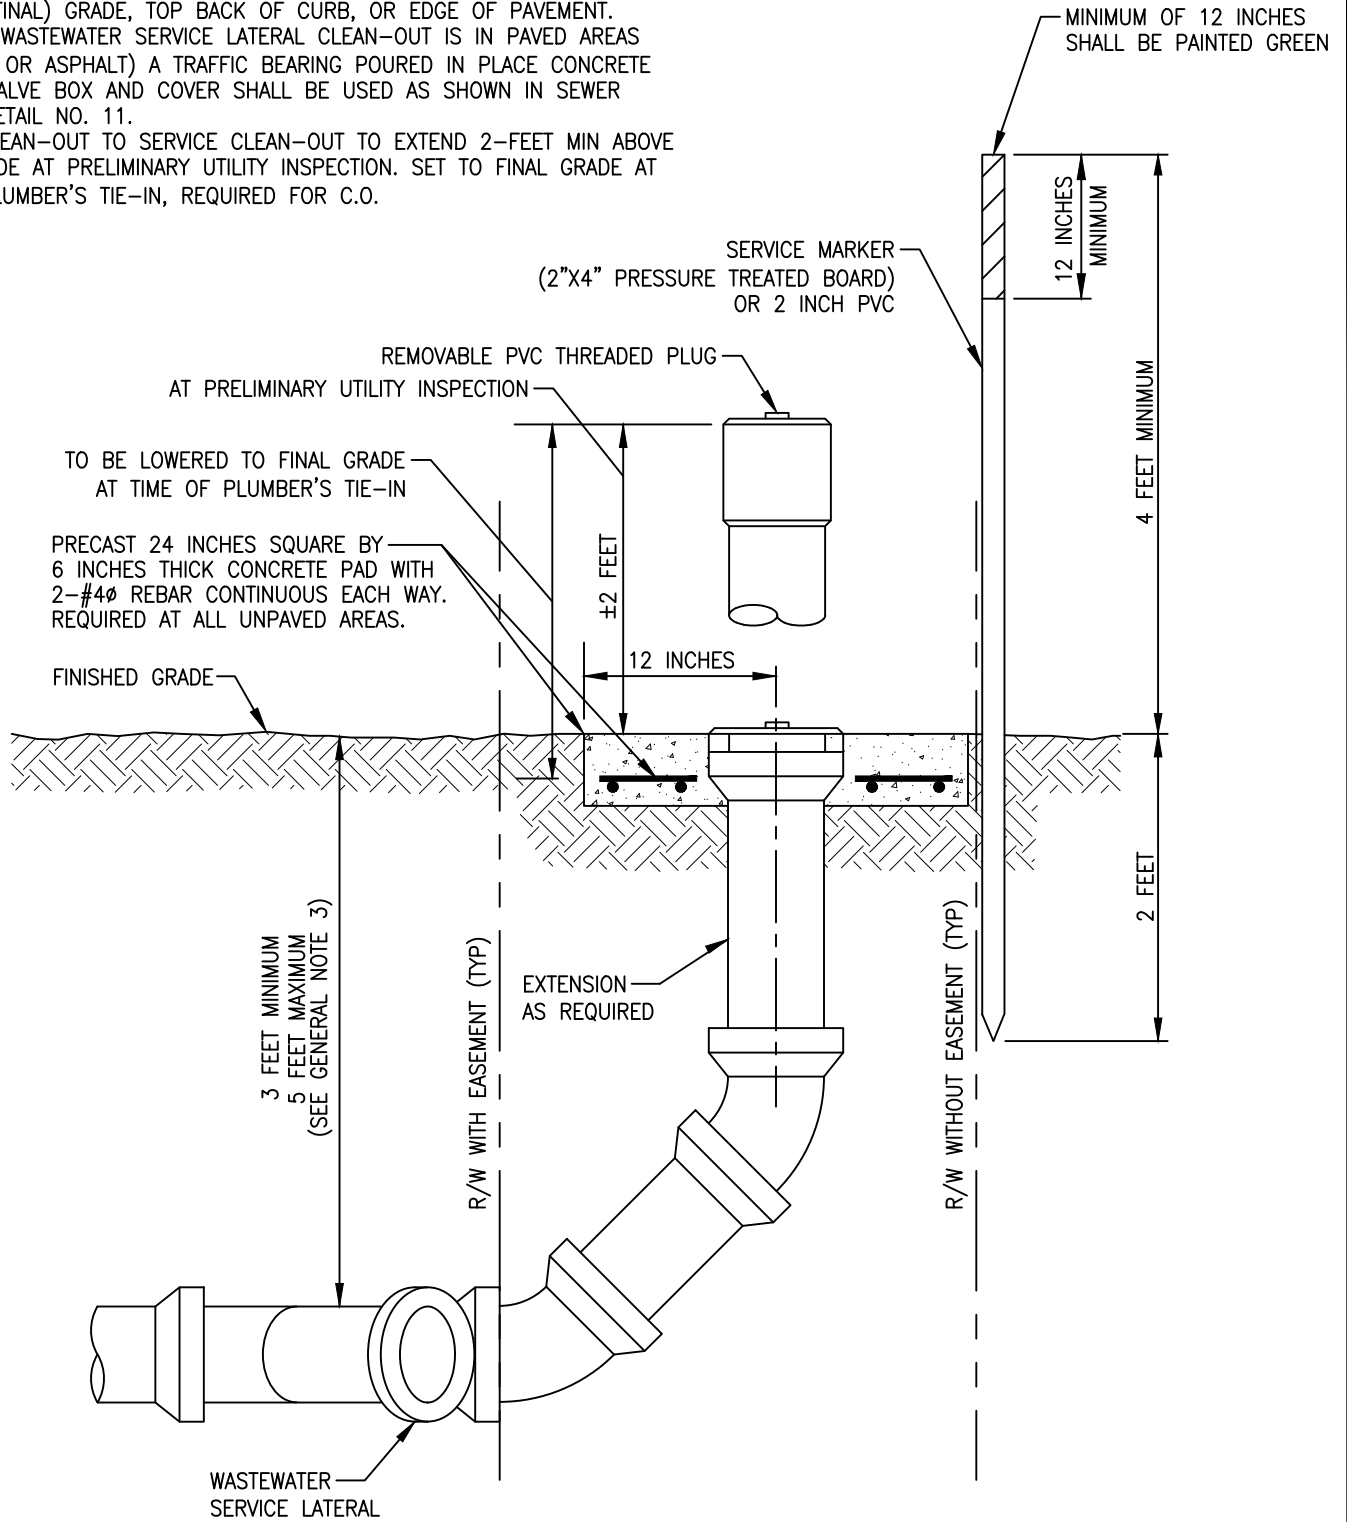 GRADE, TOP BACK OF CURB, OR EDGE OF PAVEMENT.
WASTEWATER SERVICE LATERAL CLEAN-OUT IS IN PAVED AREAS
OR ASPHALT) A TRAFFIC BEARING POURED IN PLACE CONCRETE
BOX AND COVER SHALL BE USED AS SHOWN IN SEWER
NO. 11.
TO SERVICE CLEAN-OUT TO EXTEND 2-FEET MIN ABOVE
AT PRELIMINARY UTILITY INSPECTION. SET TO FINAL GRADE AT
TIE-IN, REQUIRED FOR C.O.
MINIMUM OF 12 INCHES
SHALL BE PAINTED GREEN
12 INCHES
MINIMUM
SERVICE MARKER
(2"X4" PRESSURE TREATED BOARD)
OR 2 INCH PVC
REMOVABLE PVC THREADED PLUG
AT PRELIMINARY UTILITY INSPECTION
4 FEET MINIMUM
TO BE LOWERED TO FINAL GRADE
AT TIME OF PLUMBER'S TIE-IN
PRECAST 24 INCHES SQUARE BY
6 INCHES THICK CONCRETE PAD WITH
2-#4ø REBAR CONTINUOUS EACH WAY.
REQUIRED AT ALL UNPAVED AREAS.
±2 FEET
12 INCHES
FINISHED GRADE
2 FEET
3 FEET MINIMUM
5 FEET MAXIMUM
(SEE GENERAL NOTE 3)
R/W WITH EASEMENT (TYP)
EXTENSION
AS REQUIRED
R/W WITHOUT EASEMENT (TYP)
WASTEWATER
SERVICE LATERAL